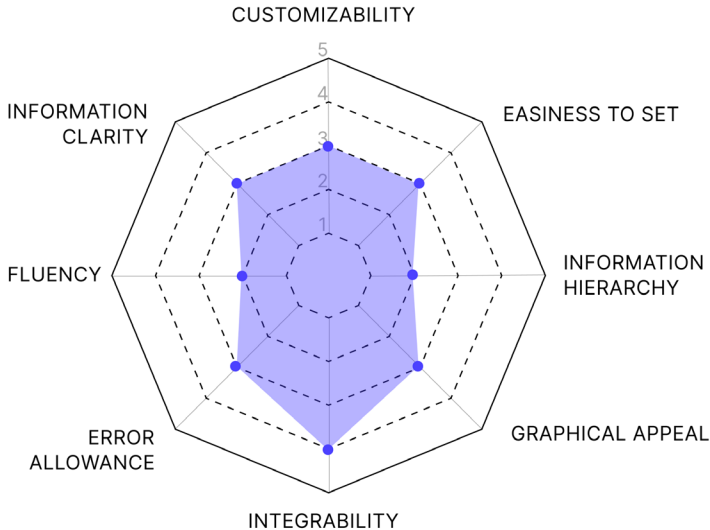 CUSTOMIZABILITY
5
4
3
2
1
EASINESS TO SET
INFORMATION
HIERARCHY
GRAPHICAL APPEAL
INTEGRABILITY
ERROR
ALLOWANCE
FLUENCY
INFORMATION
CLARITY